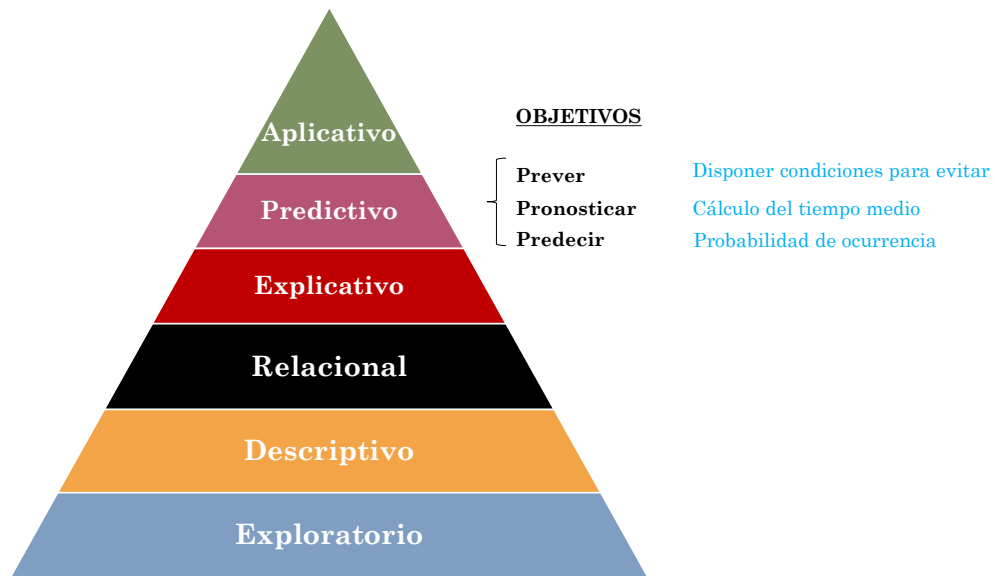 Aplicativo
Predictivo
Explicativo
Relacional
Descriptivo
Exploratorio
OBJETIVOS
Prever Disponer condiciones para evitar
Pronosticar Cálculo del tiempo medio
Predecir Probabilidad de ocurrencia